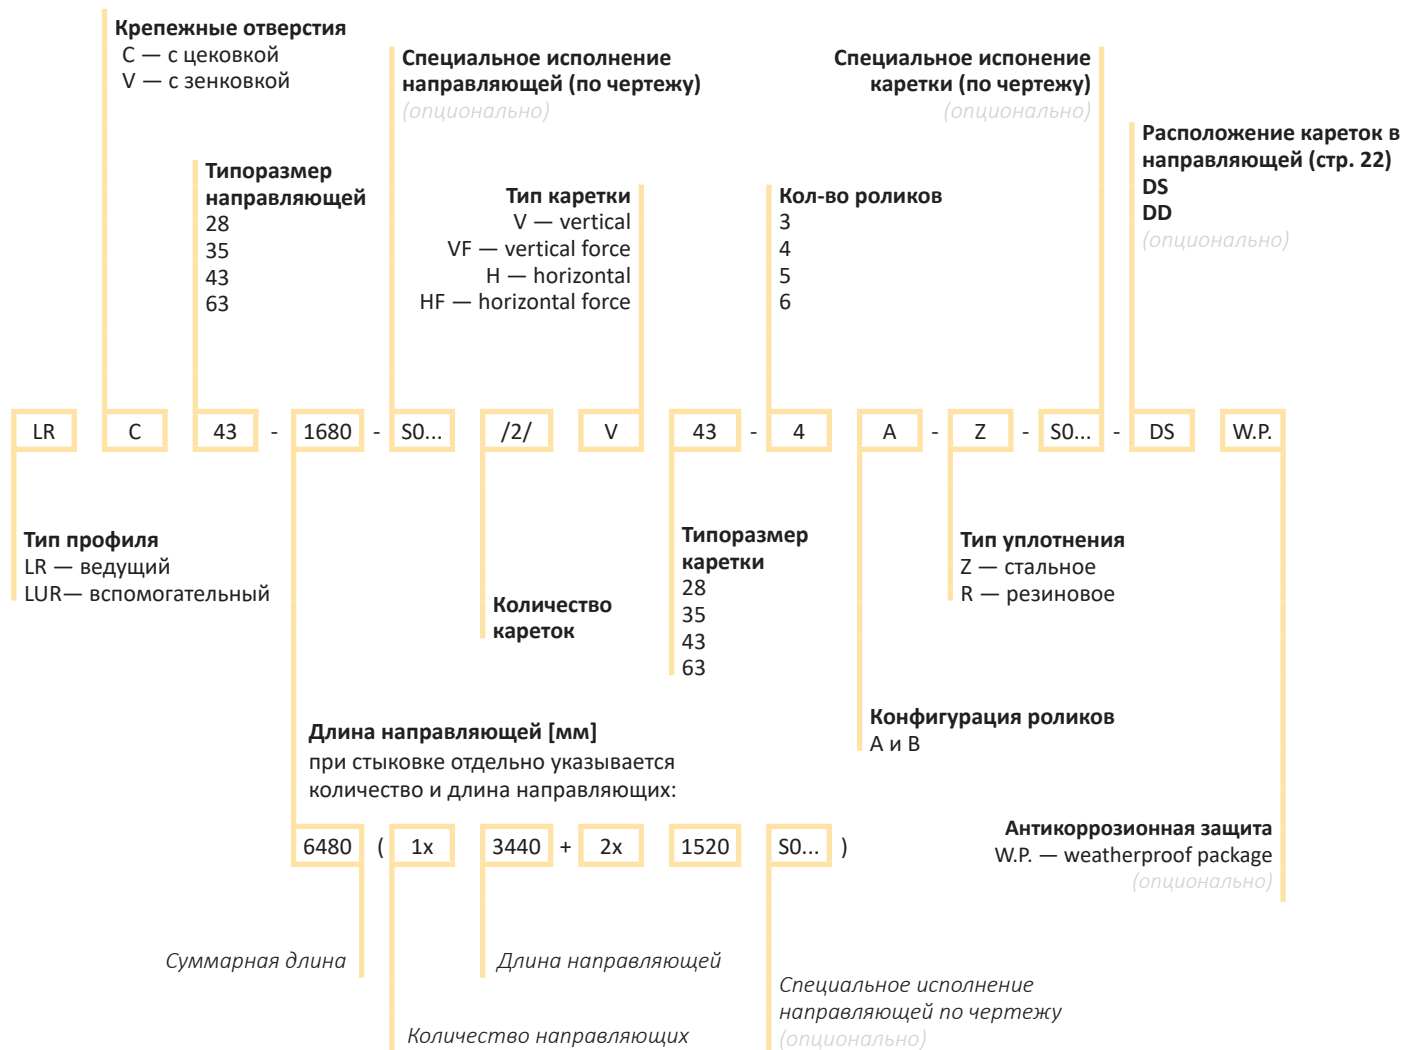 Крепежные отверстия
C — с цековкой
V — с зенковкой
Специальное исполнение
направляющей (по чертежу)
(опционально)
Специальное испонение
каретки (по чертежу)
(опционально)
Расположение кареток в
направляющей (стр. 22)
DS
DD
(опционально)
Типоразмер
направляющей
28
35
43
63
Тип каретки
V — vertical
VF — vertical force
H — horizontal
HF — horizontal force
Кол-во роликов
3
4
5
6
LR C 43 - 1680 - S0... /2/ V 43 - 4 A - Z - S0... - DS W.P.
Тип профиля
LR — ведущий
LUR— вспомогательный
Количество
кареток
Типоразмер
каретки
28
35
43
63
Тип уплотнения
Z — стальное
R — резиновое
Конфигурация роликов
A и B
Длина направляющей [мм]
при стыковке отдельно указывается
количество и длина направляющих:
6480 ( 1x 3440 + 2x 1520 S0... )
Антикоррозионная защита
W.P. — weatherproof package
(опционально)
Суммарная длина
Длина направляющей
Количество направляющих
Специальное исполнение
направляющей по чертежу
(опционально)